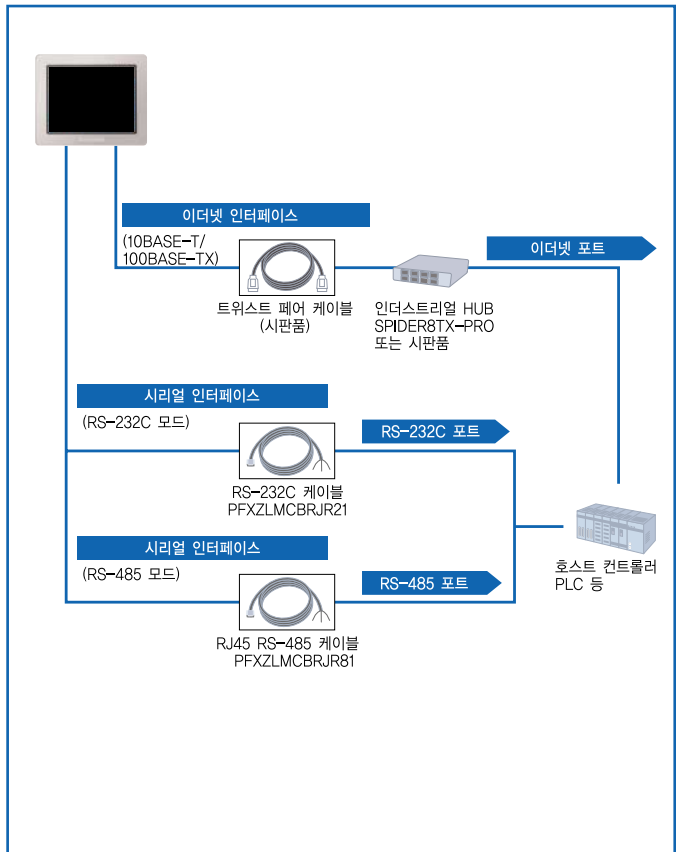 이더넷 인터페이스
(10BASE-T/
100BASE-TX)
이더넷 포트
트위스트 페어 케이블
(시판품)
인더스트리얼 HUB
SPIDER8TX-PRO
또는 시판품
시리얼 인터페이스
(RS-232C 모드)
RS-232C 포트
RS-232C 케이블
PFXZLMCBRJR21
시리얼 인터페이스
(RS-485 모드)
RS-485 포트
RJ45 RS-485 케이블
PFXZLMCBRJR81
호스트 컨트롤러
PLC 등